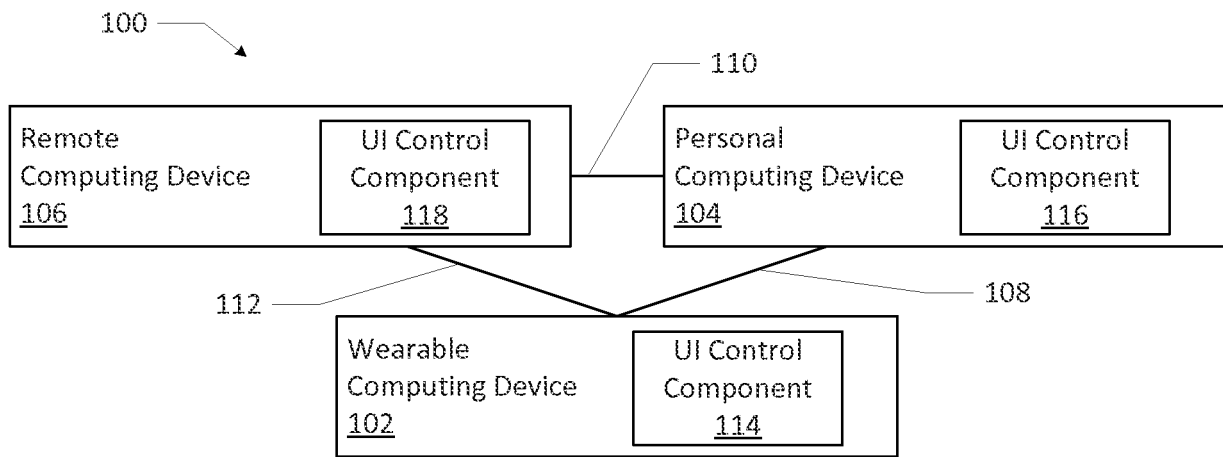 100
110
Remote
Computing Device
106
UI Control
Component
118
Personal
Computing Device
104
UI Control
Component
116
112
108
Wearable
Computing Device
102
UI Control
Component
114